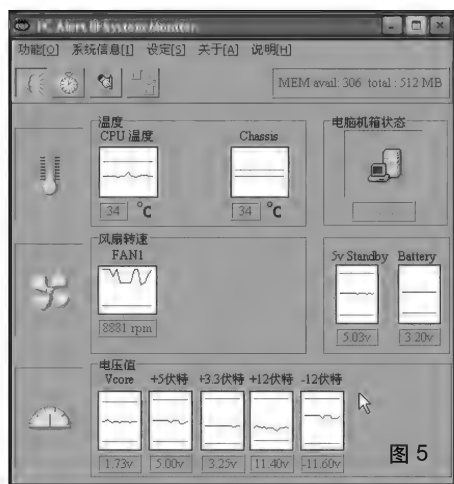 PC Alert III System Monitor
功能[O] 系统信息[I] 设定[S] 关于[A] 说明[H]
MEM avail: 306 total : 512 MB
温度
CPU 温度
Chassis
34 °C
34 °C
电脑机箱状态
风扇转速
FAN1
8881 rpm
5v Standby
Battery
5.03v
3.20v
电压值
Vcore +5伏特 +3.3伏特 +12伏特 -12伏特
1.73v 5.00v 3.25v 11.40v -11.60v
图 5